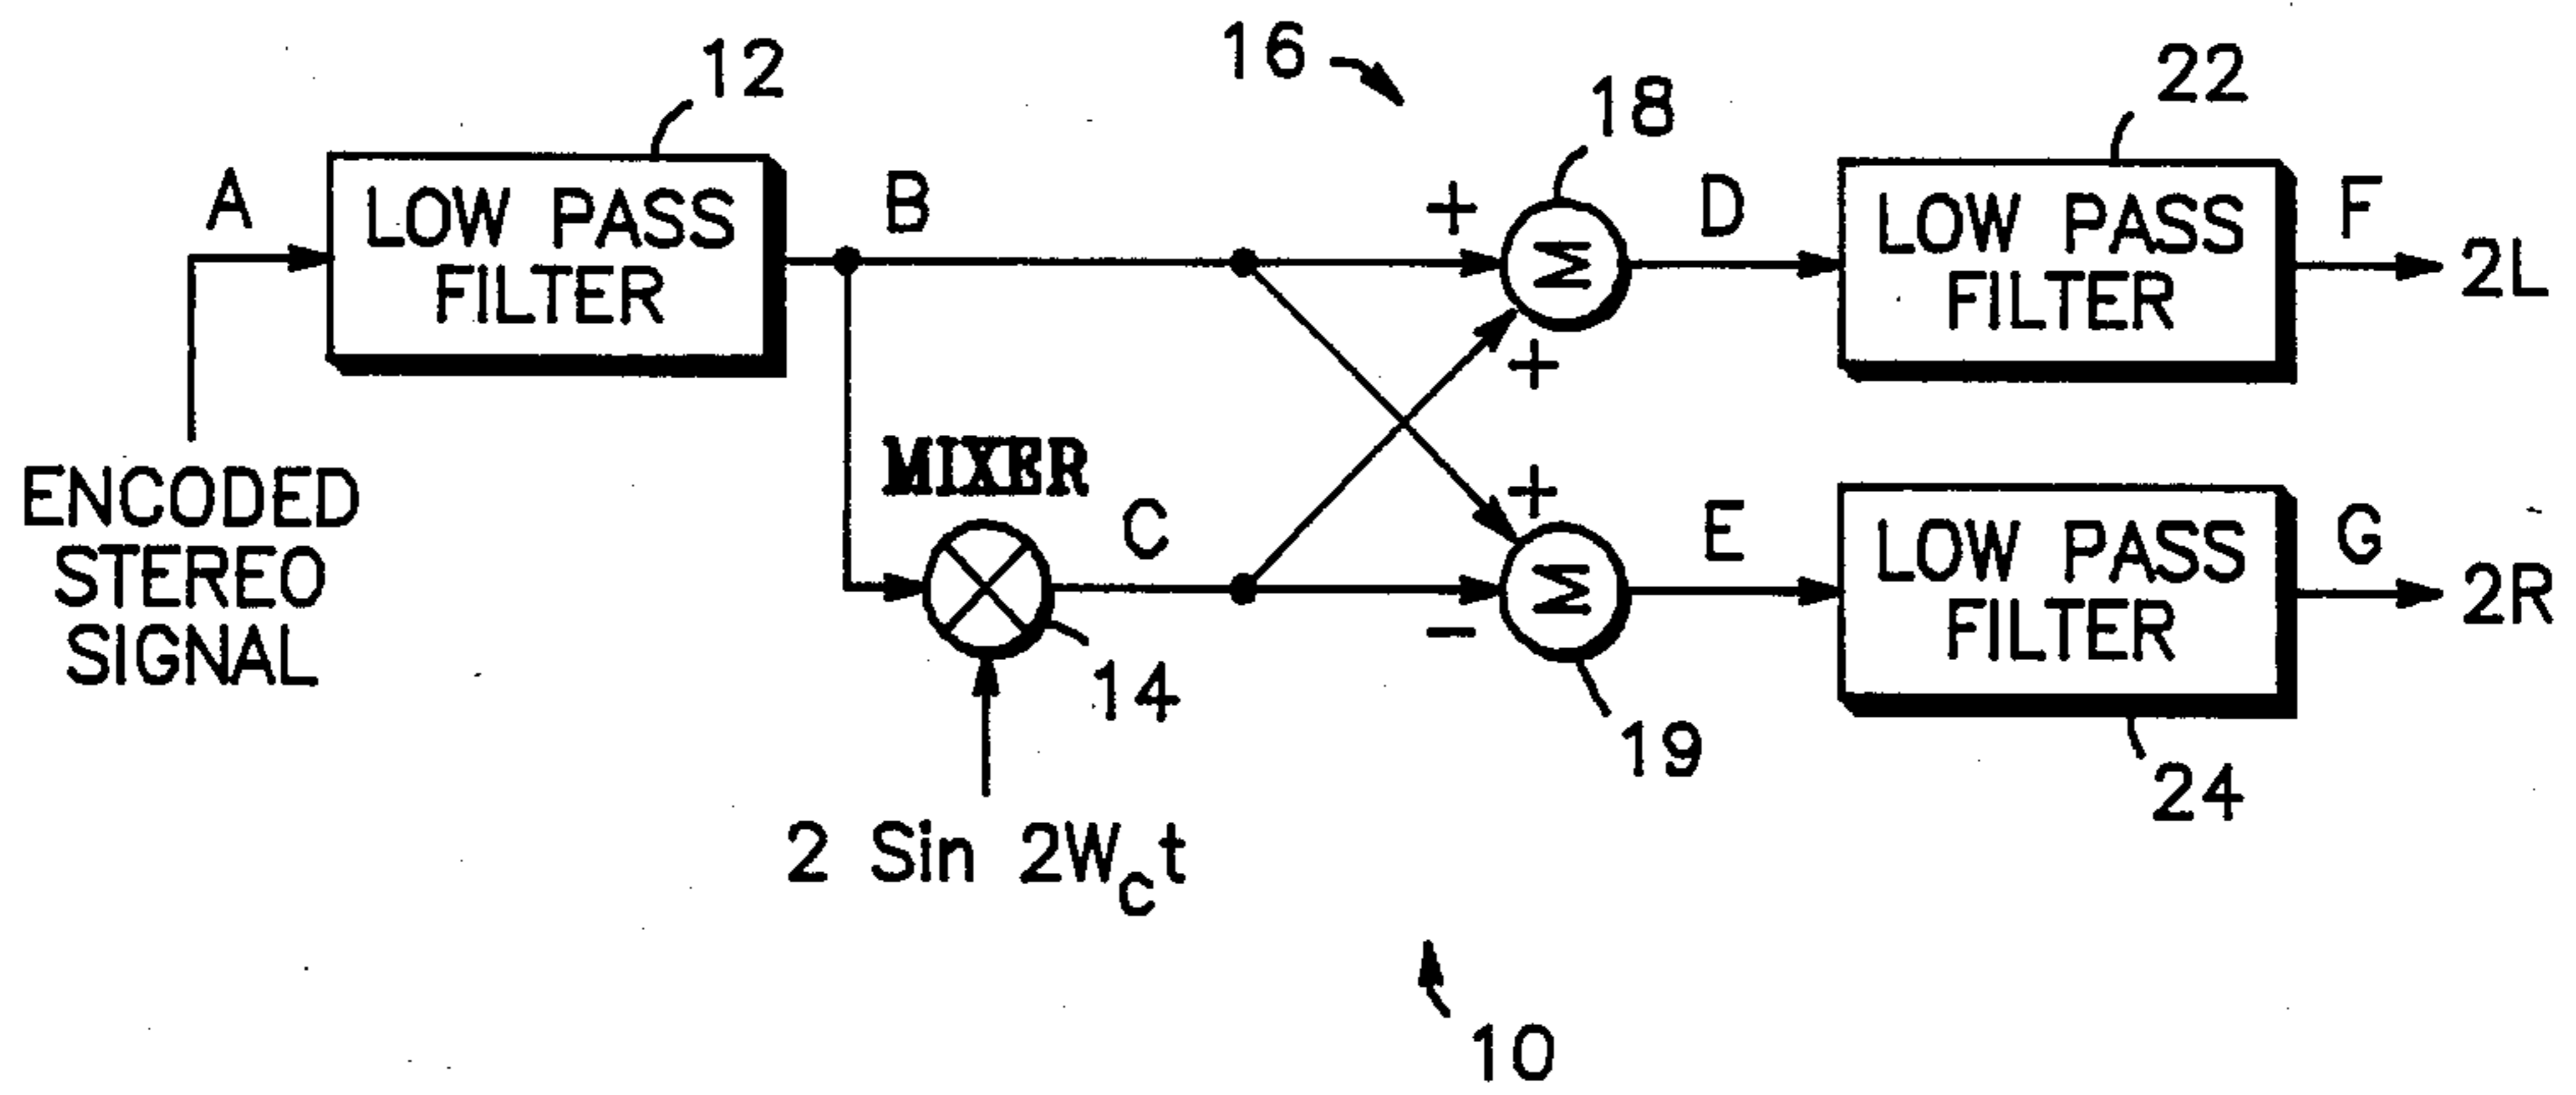 16
12
18
22
A
LOW PASS
FILTER
B
+
D
LOW PASS
FILTER
F
2L
Σ
+
MIXER
ENCODED
STEREO
SIGNAL
C
+
E
LOW PASS
FILTER
G
2R
Σ
-
14
19
24
2 Sin 2W_c t
10